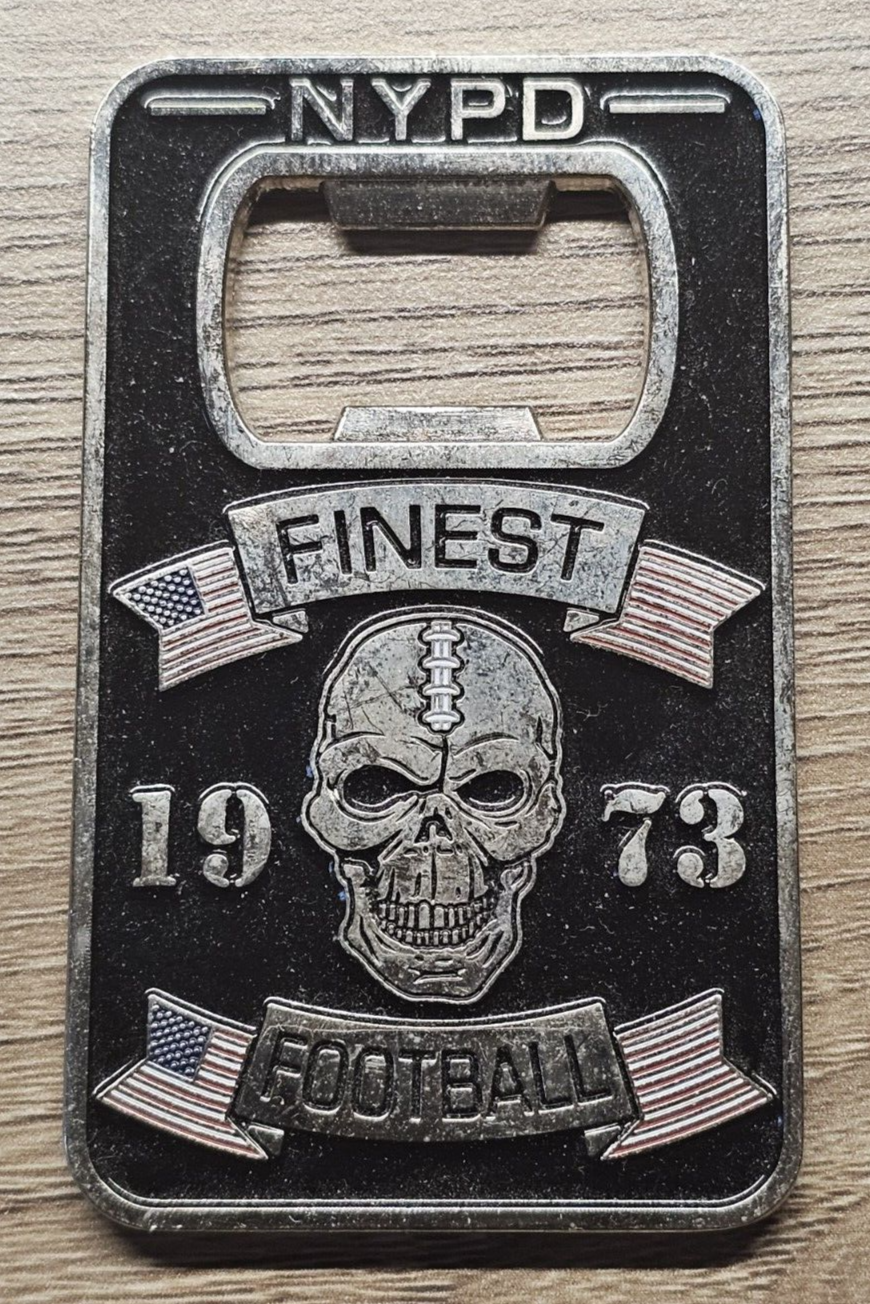 NYPD
FINEST
19 73
FOOTBALL